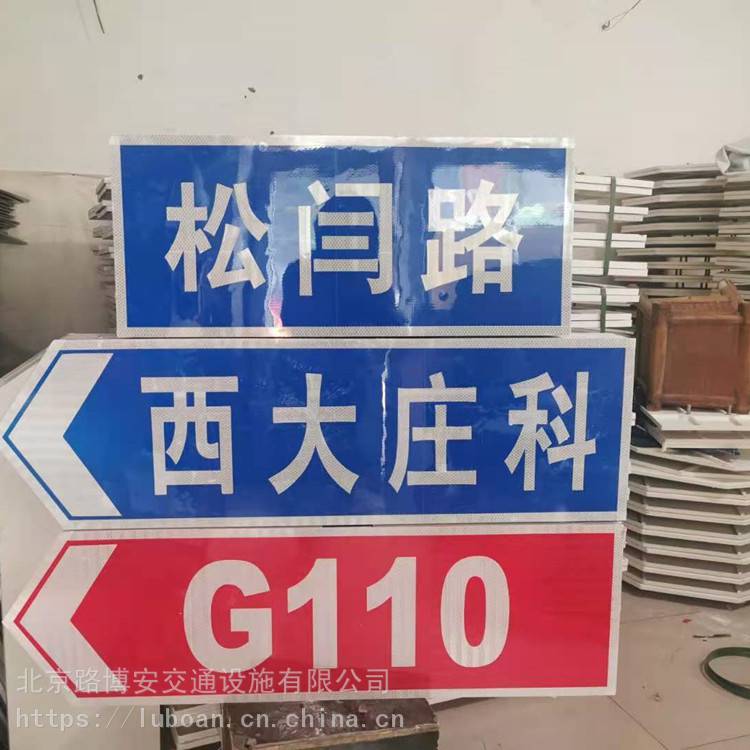 松闫路
西大庄科
G110
北京路博安交通设施有限公司
https://luboan.cn.china.cn/